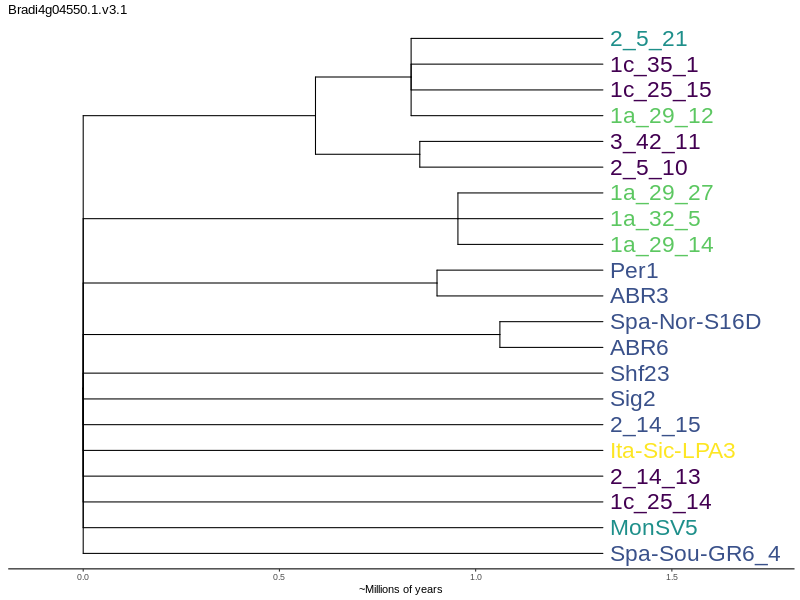 Bradi4g04550.1.v3.1
2_5_21
1c_35_1
1c_25_15
1a_29_12
3_42_11
2_5_10
1a_29_27
1a_32_5
1a_29_14
Per1
ABR3
Spa-Nor-S16D
ABR6
Shf23
Sig2
2_14_15
Ita-Sic-LPA3
2_14_13
1c_25_14
MonSV5
Spa-Sou-GR6_4
0.0 0.5 1.0 1.5
~Millions of years